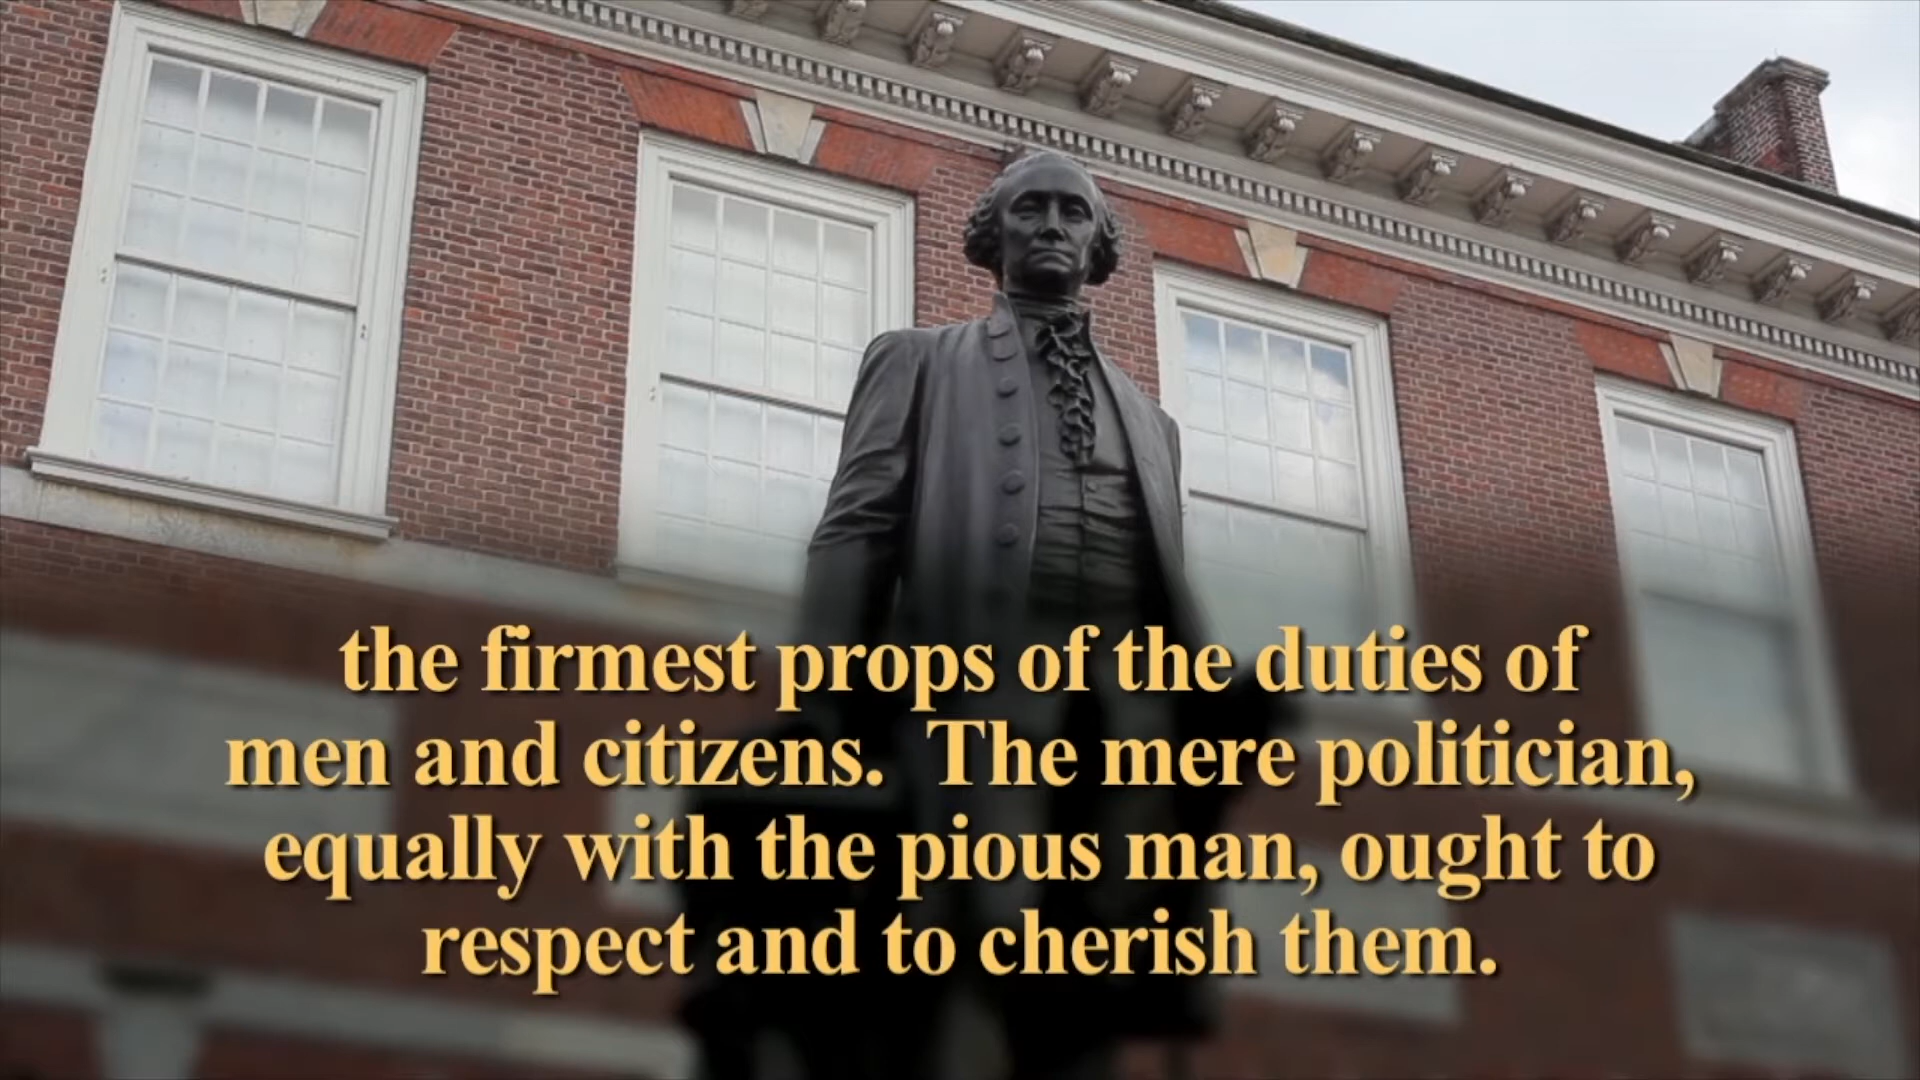 the firmest props of the duties of
men and citizens.  The mere politician,
equally with the pious man, ought to
respect and to cherish them.